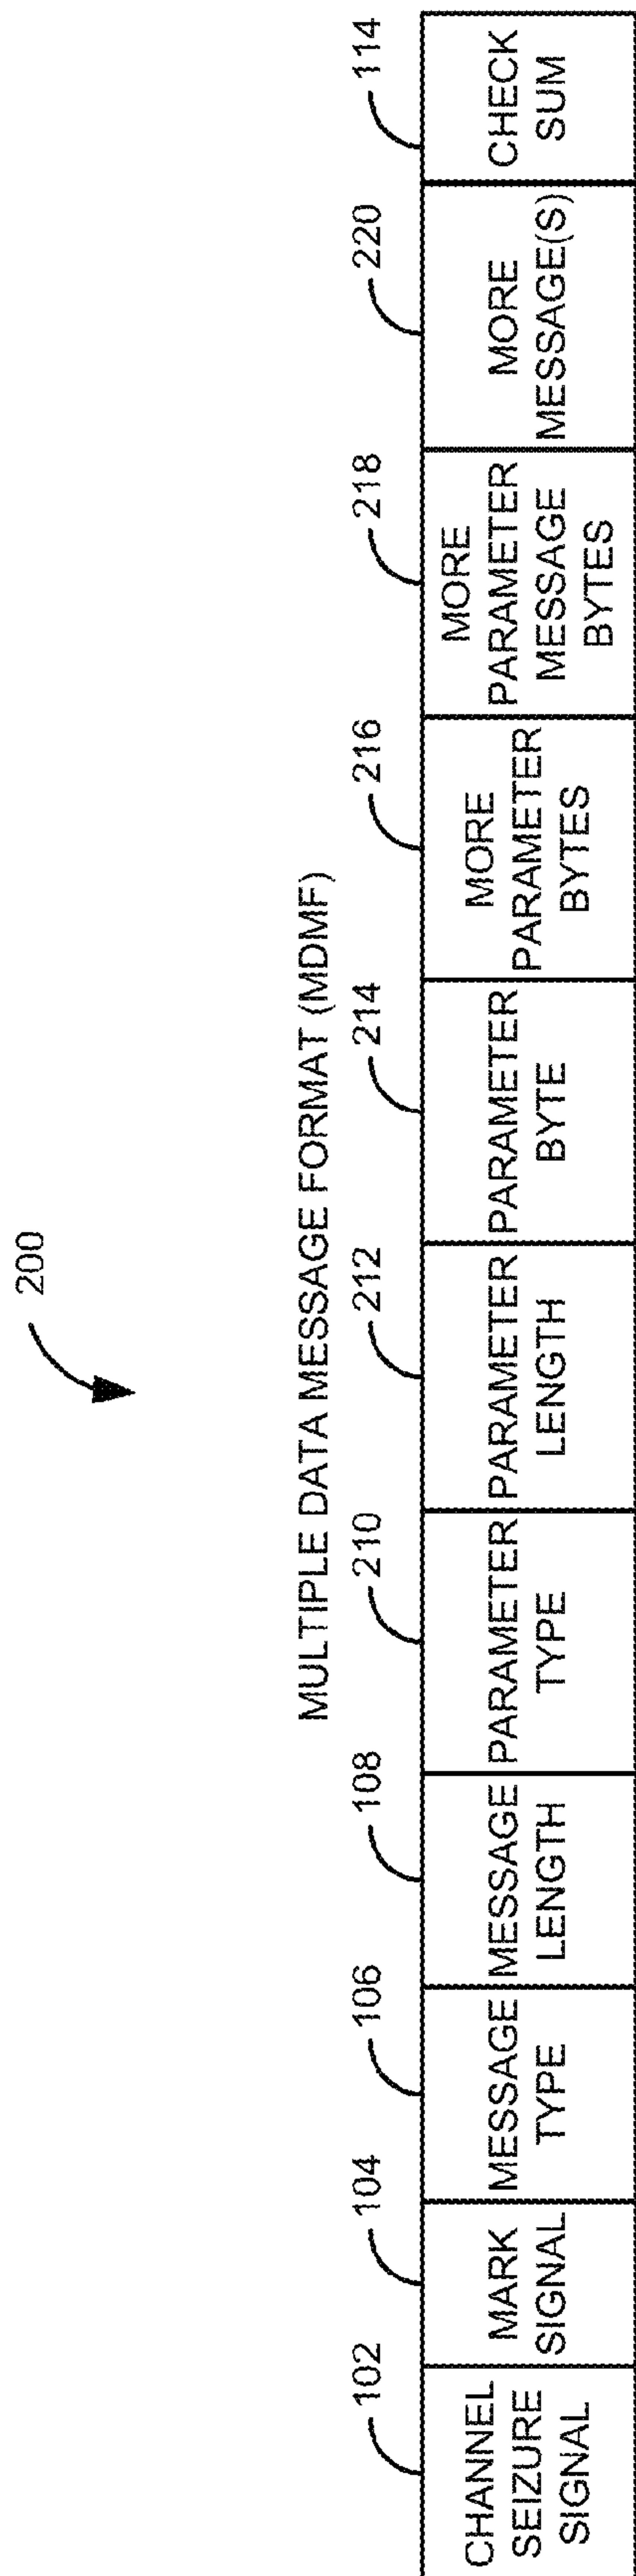 200
MULTIPLE DATA MESSAGE FORMAT (MDMF)
102
104
106
108
210
212
214
216
218
220
114
CHANNEL
SEIZURE
SIGNAL
MARK
SIGNAL
MESSAGE
TYPE
MESSAGE
LENGTH
PARAMETER
TYPE
PARAMETER
LENGTH
PARAMETER
BYTE
MORE
PARAMETER
BYTES
MORE
PARAMETER
MESSAGE
BYTES
MORE
MESSAGE(S)
CHECK
SUM